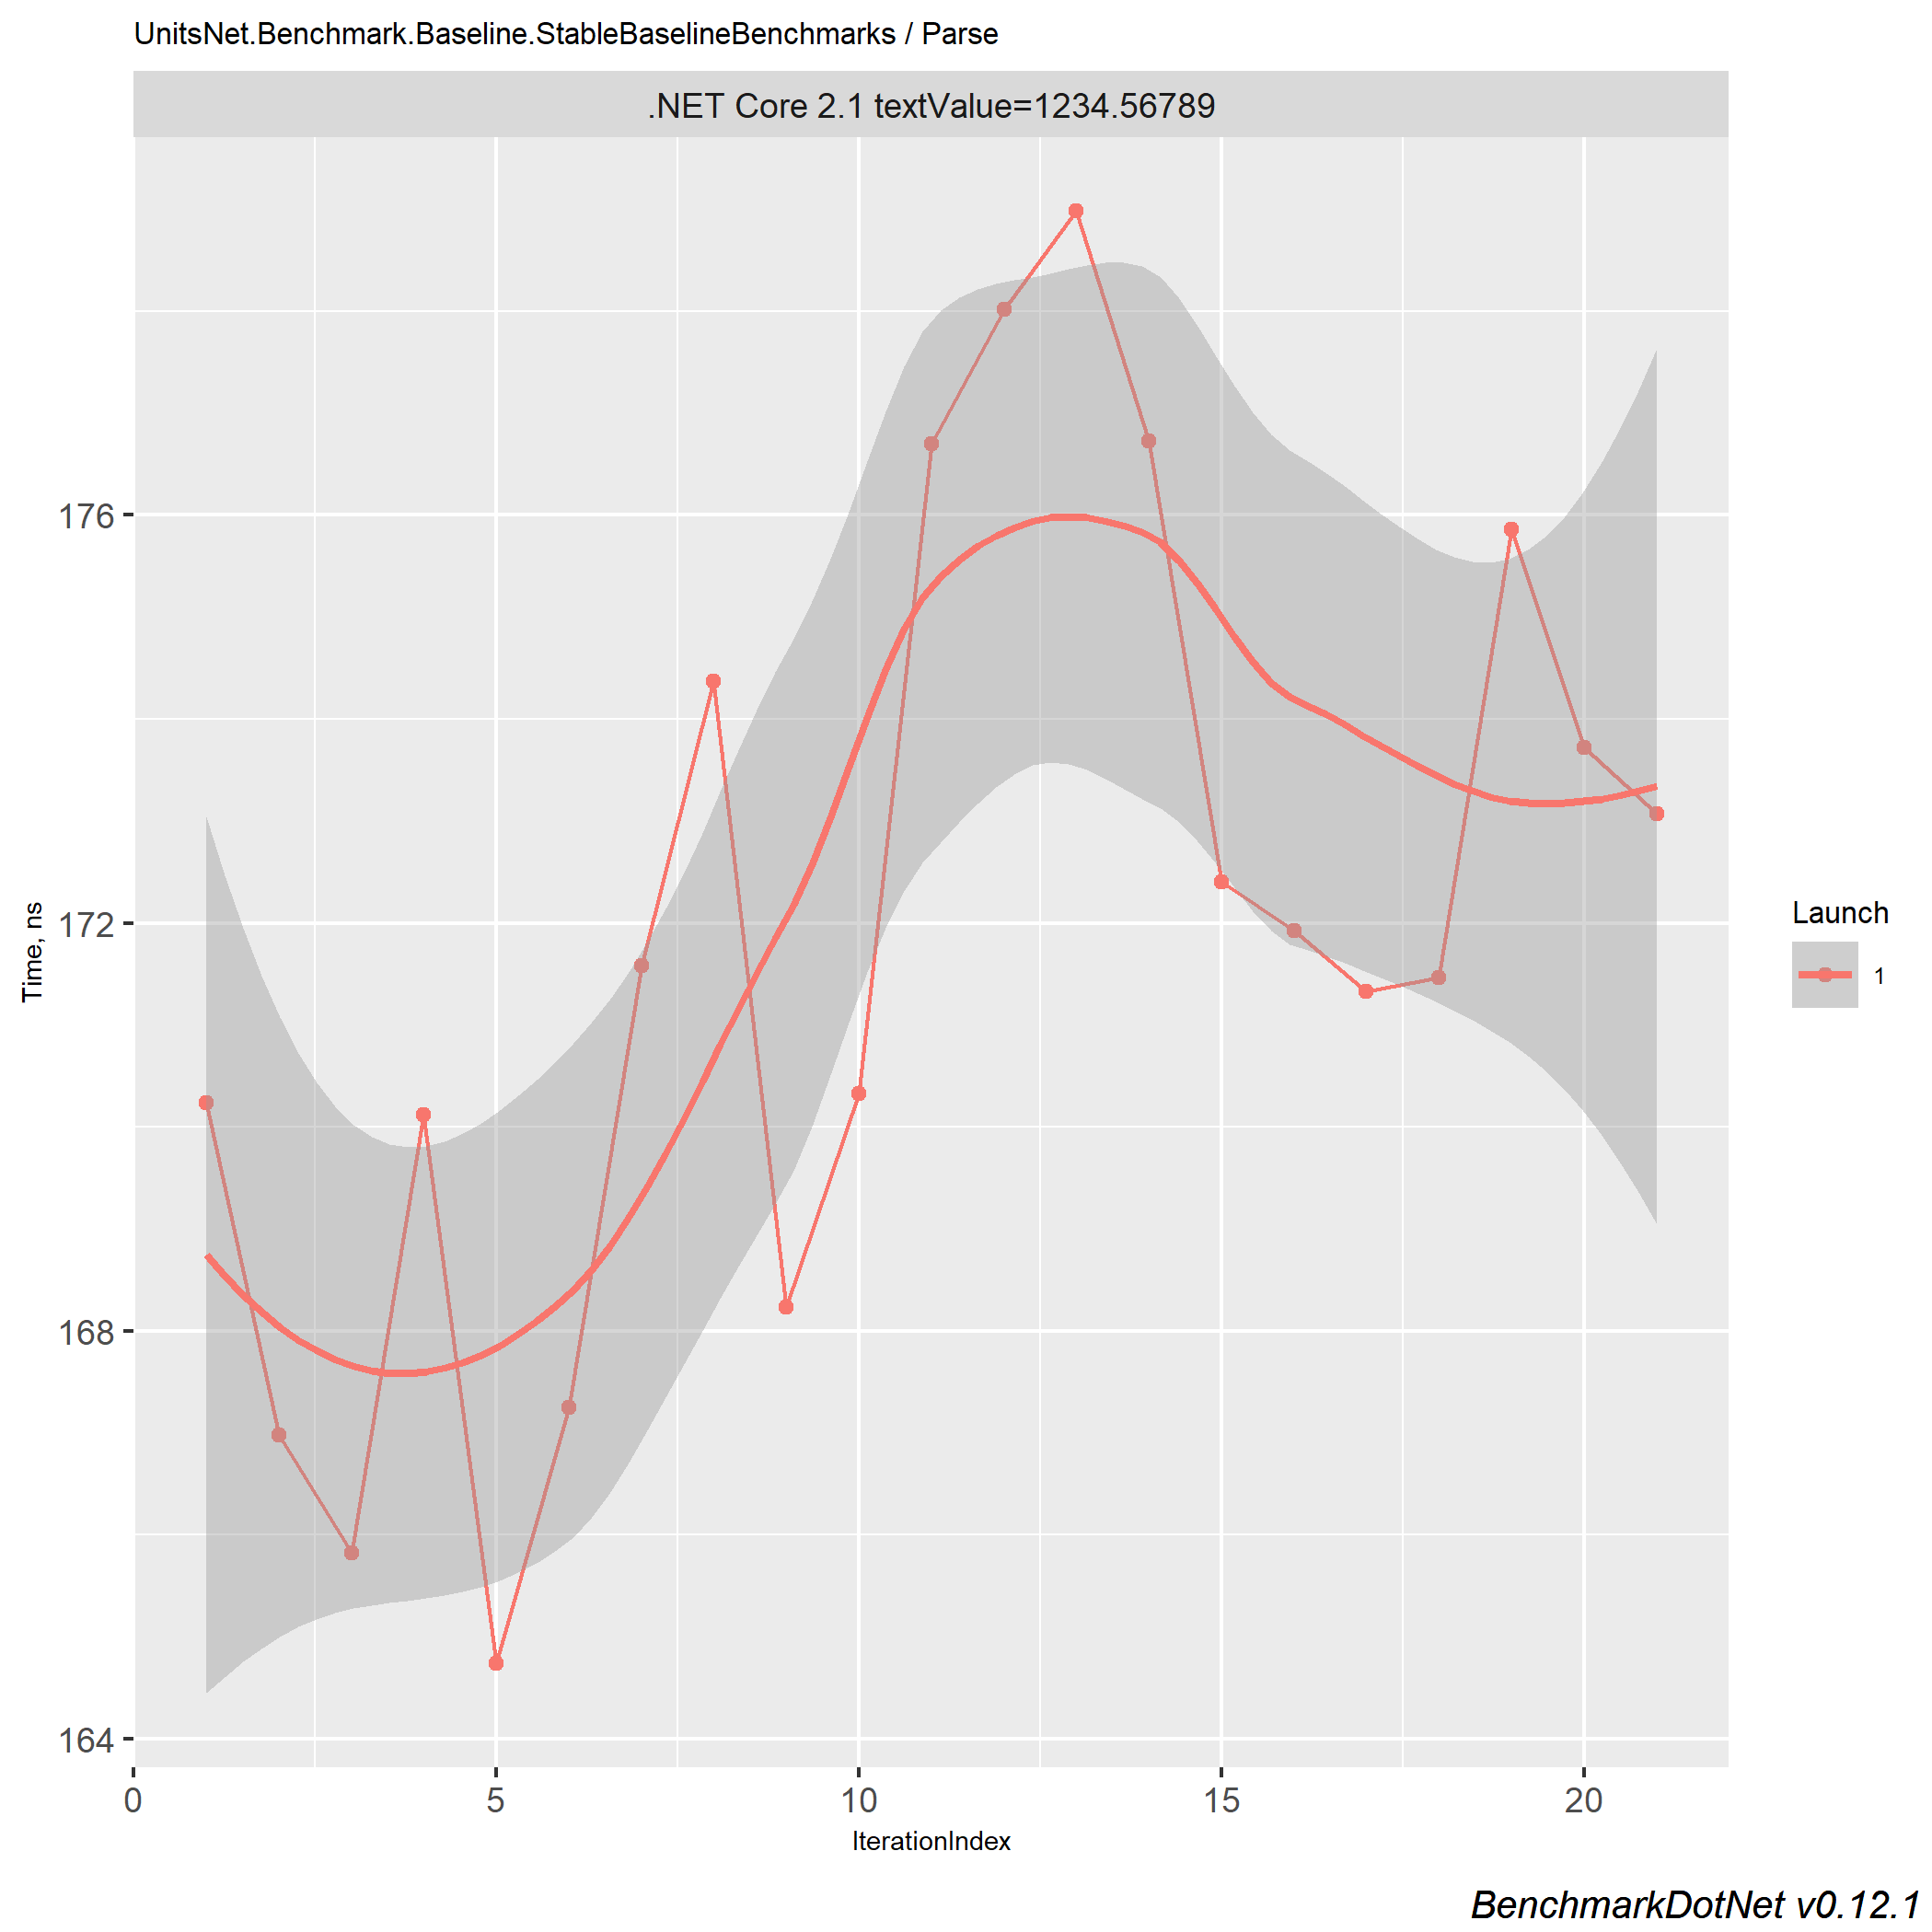 UnitsNet.Benchmark.Baseline.StableBaselineBenchmarks / Parse
.NET Core 2.1 textValue=1234.56789
176
172
168
164
Time, ns
0 5 10 15 20
IterationIndex
Launch
1
BenchmarkDotNet v0.12.1